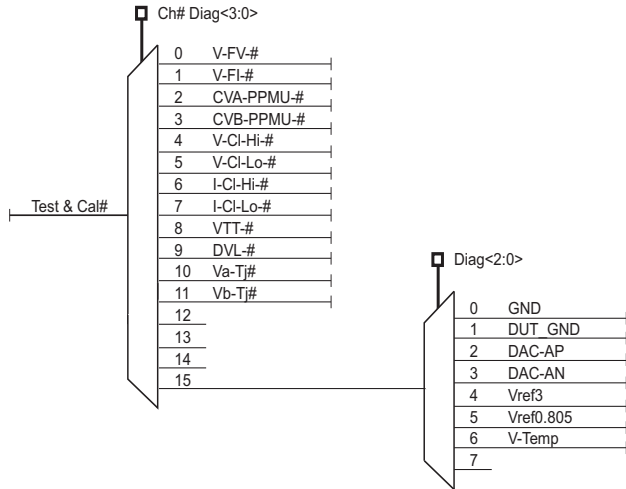 Ch# Diag<3:0>
0 V-FV-#
1 V-FI-#
2 CVA-PPMU-#
3 CVB-PPMU-#
4 V-Cl-Hi-#
5 V-Cl-Lo-#
6 I-Cl-Hi-#
7 I-Cl-Lo-#
Test & Cal#
8 VTT-#
9 DVL-#
10 Va-Tj#
11 Vb-Tj#
12
13
14
15
Diag<2:0>
0 GND
1 DUT_GND
2 DAC-AP
3 DAC-AN
4 Vref3
5 Vref0.805
6 V-Temp
7